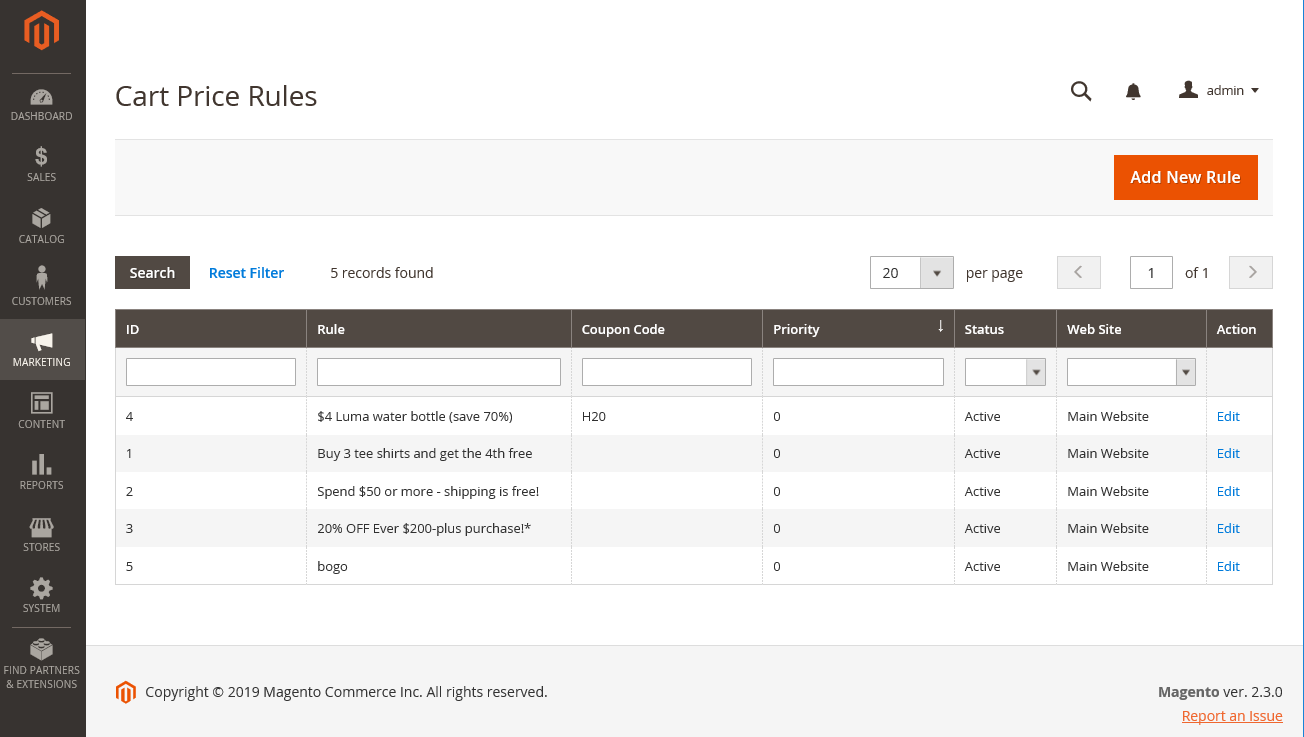 DASHBOARD
SALES
CATALOG
CUSTOMERS
MARKETING
CONTENT
REPORTS
STORES
SYSTEM
FIND PARTNERS
& EXTENSIONS
Cart Price Rules
admin
Add New Rule
Search Reset Filter 5 records found 20 per page 1 of 1
ID Rule Coupon Code Priority ↓ Status Web Site Action
4 $4 Luma water bottle (save 70%) H20 0 Active Main Website Edit
1 Buy 3 tee shirts and get the 4th free 0 Active Main Website Edit
2 Spend $50 or more - shipping is free! 0 Active Main Website Edit
3 20% OFF Ever $200-plus purchase!* 0 Active Main Website Edit
5 bogo 0 Active Main Website Edit
Copyright © 2019 Magento Commerce Inc. All rights reserved.
Magento ver. 2.3.0
Report an Issue